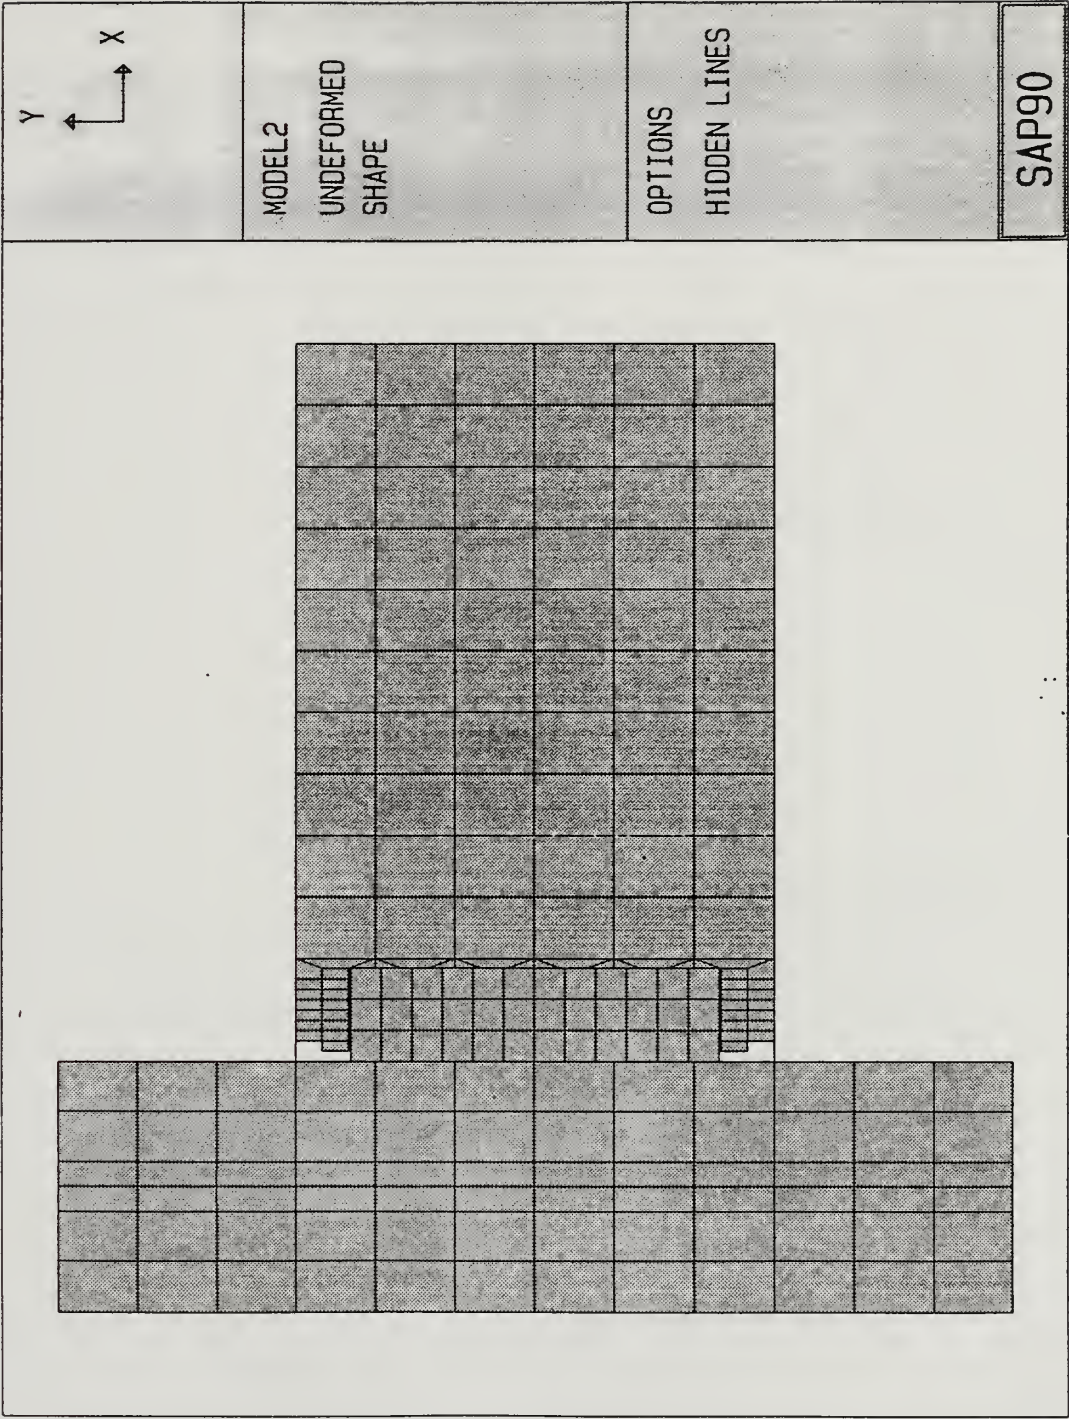 Y
X
MODEL2
UNDEFORMED
SHAPE
OPTIONS
HIDDEN LINES
SAP90